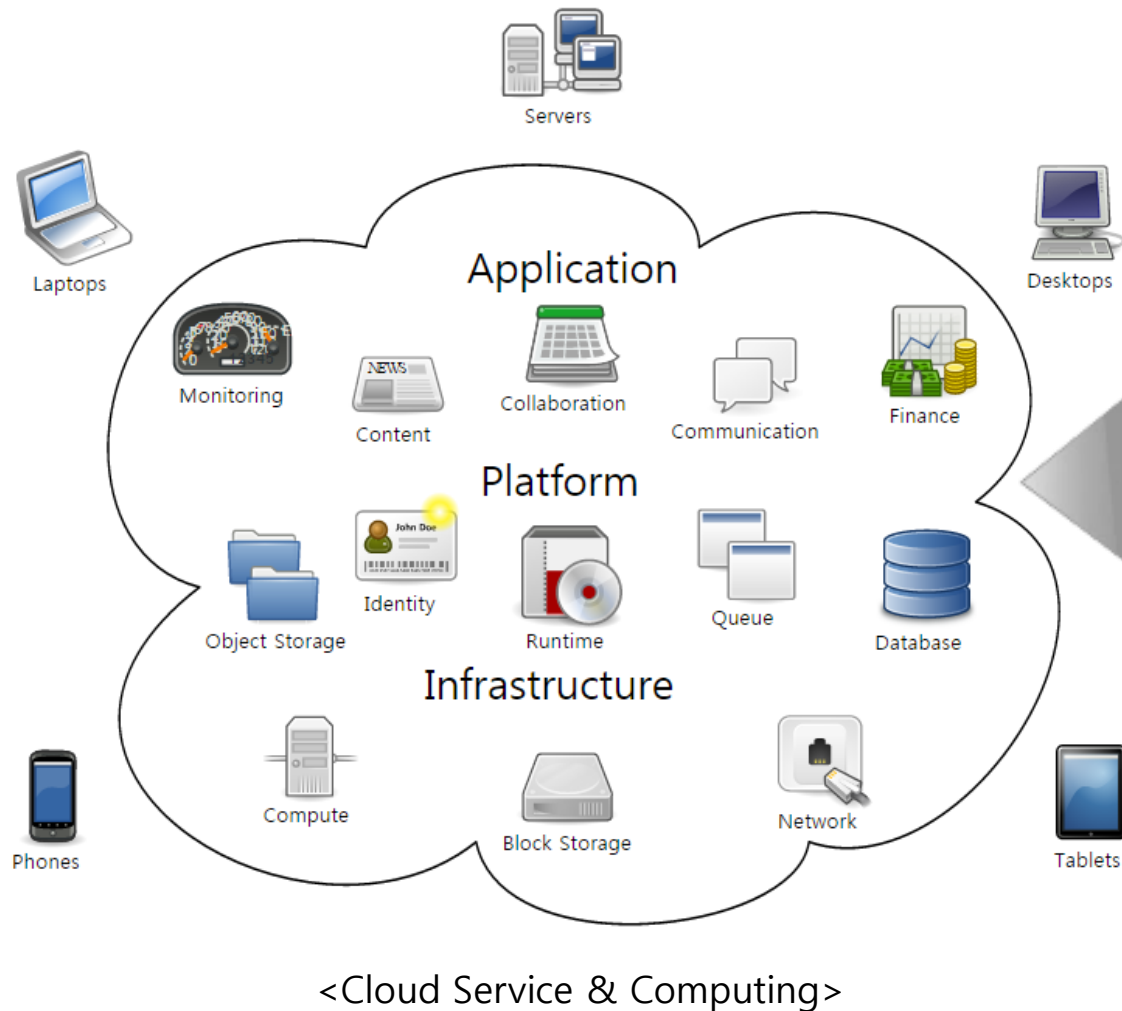 Servers
Laptops
Desktops
Application
Monitoring
NEWS
Content
Collaboration
Communication
Finance
Platform
John Doe
Object Storage
Identity
Runtime
Queue
Database
Infrastructure
Compute
Block Storage
Network
Phones
Tablets
<Cloud Service & Computing>